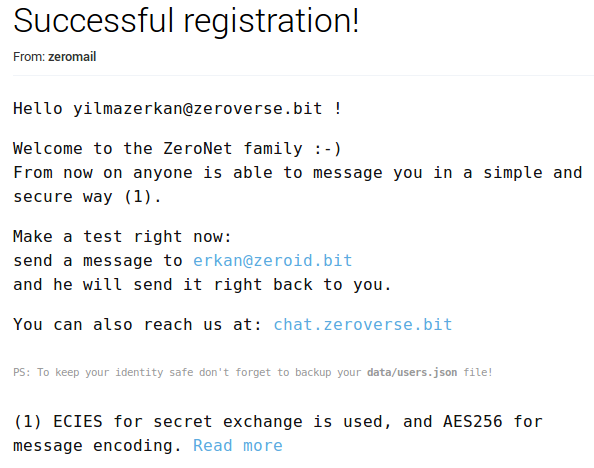 Successful registration!
From: zeromail
Hello yilmazerkan@zeroverse.bit !
Welcome to the ZeroNet family :-)
From now on anyone is able to message you in a simple and
secure way (1).
Make a test right now:
send a message to erkan@zeroid.bit
and he will send it right back to you.
You can also reach us at: chat.zeroverse.bit
PS: To keep your identity safe don't forget to backup your data/users.json file!
(1) ECIES for secret exchange is used, and AES256 for
message encoding. Read more